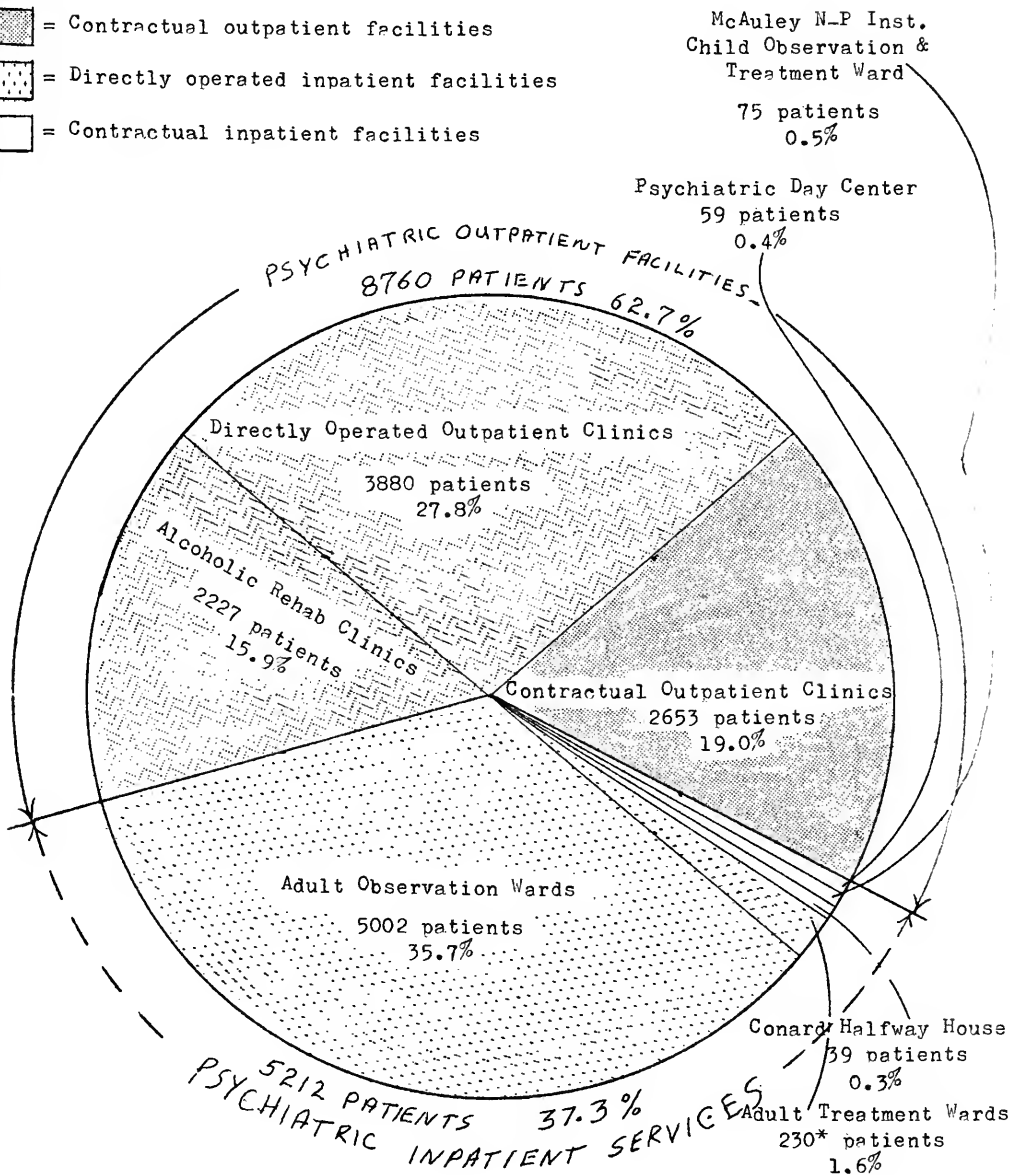 = Contractual outpatient facilities
= Directly operated inpatient facilities
= Contractual inpatient facilities
McAuley N-P Inst.
Child Observation &
Treatment Ward
75 patients
0.5%
Psychiatric Day Center
59 patients
0.4%
PSYCHIATRIC OUTPATIENT FACILITIES
8760 PATIENTS 62.7%
Directly Operated Outpatient Clinics
3880 patients
27.8%
Alcoholic Rehab Clinics
2227 patients
15.9%
Contractual Outpatient Clinics
2653 patients
19.0%
Adult Observation Wards
5002 patients
35.7%
Conard Halfway House
39 patients
0.3%
Adult Treatment Wards
230* patients
1.6%
5212 PATIENTS 37.3%
PSYCHIATRIC INPATIENT SERVICES